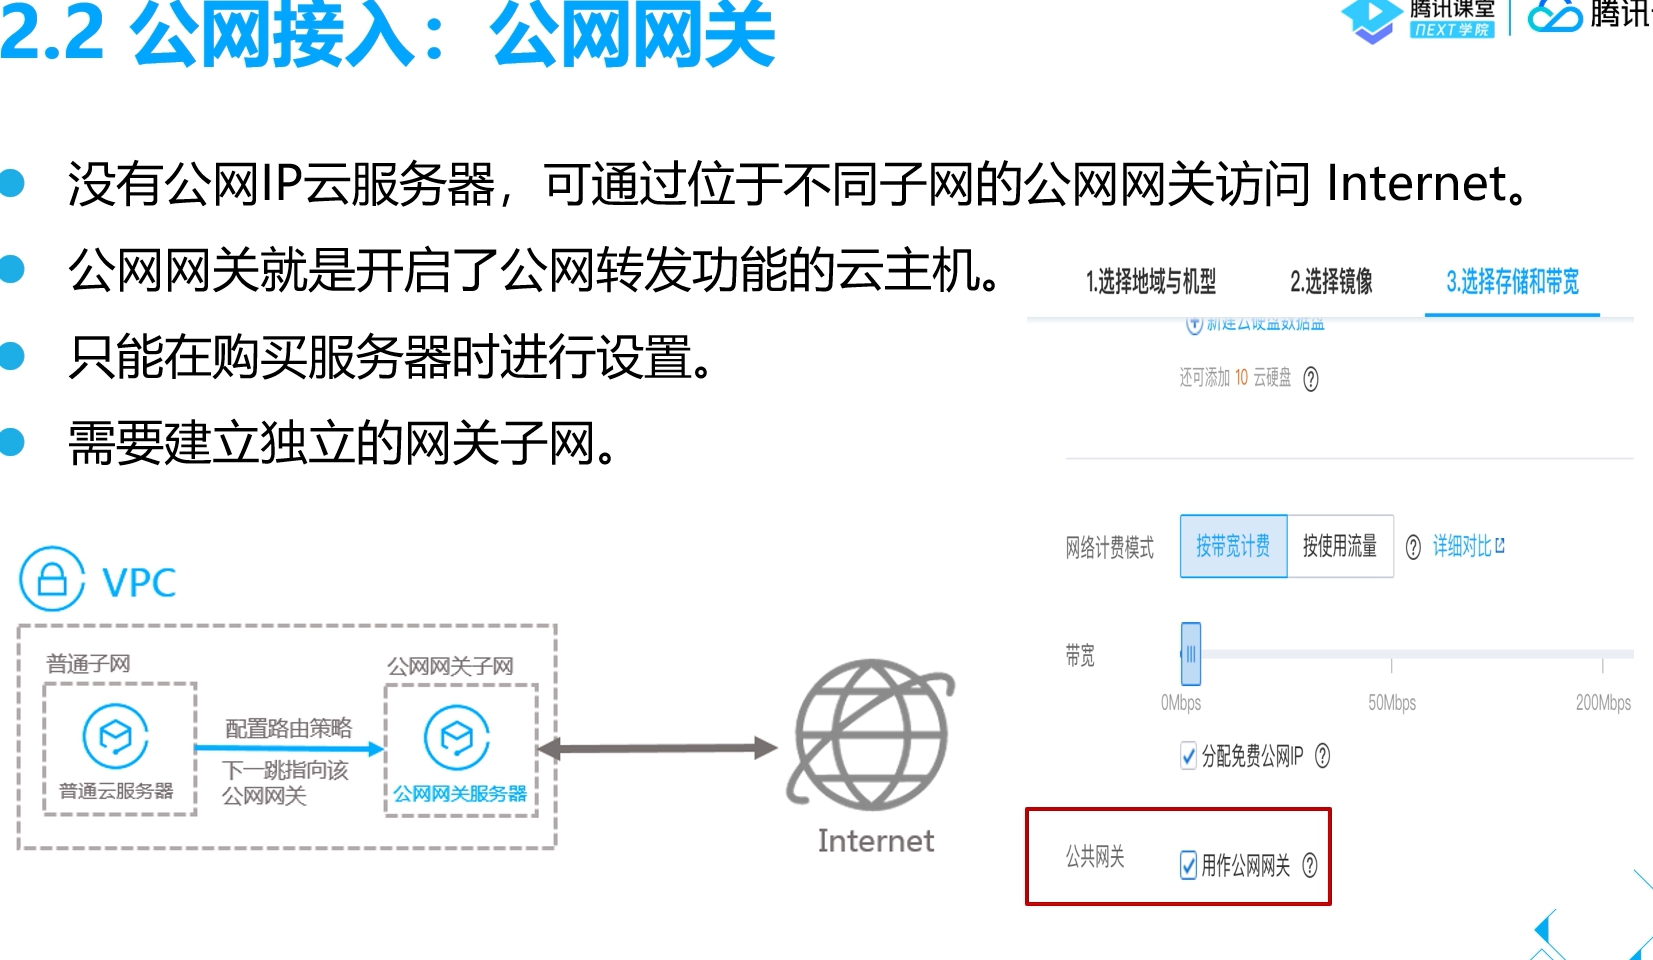 2.2 公网接入：公网网关
腾讯课堂
NEXT学院
腾讯
没有公网IP云服务器，可通过位于不同子网的公网网关访问 Internet。
公网网关就是开启了公网转发功能的云主机。
只能在购买服务器时进行设置。
需要建立独立的网关子网。
1.选择地域与机型 2.选择镜像 3.选择存储和带宽
新建云硬盘数据盘
还可添加 10 云硬盘 ?
网络计费模式 按带宽计费 按使用流量 ? 详细对比
带宽
0Mbps 50Mbps 200Mbps
分配免费公网IP ?
公共网关 用作公网网关 ?
VPC
普通子网
普通云服务器
配置路由策略
下一跳指向该
公网网关
公网网关子网
公网网关服务器
Internet